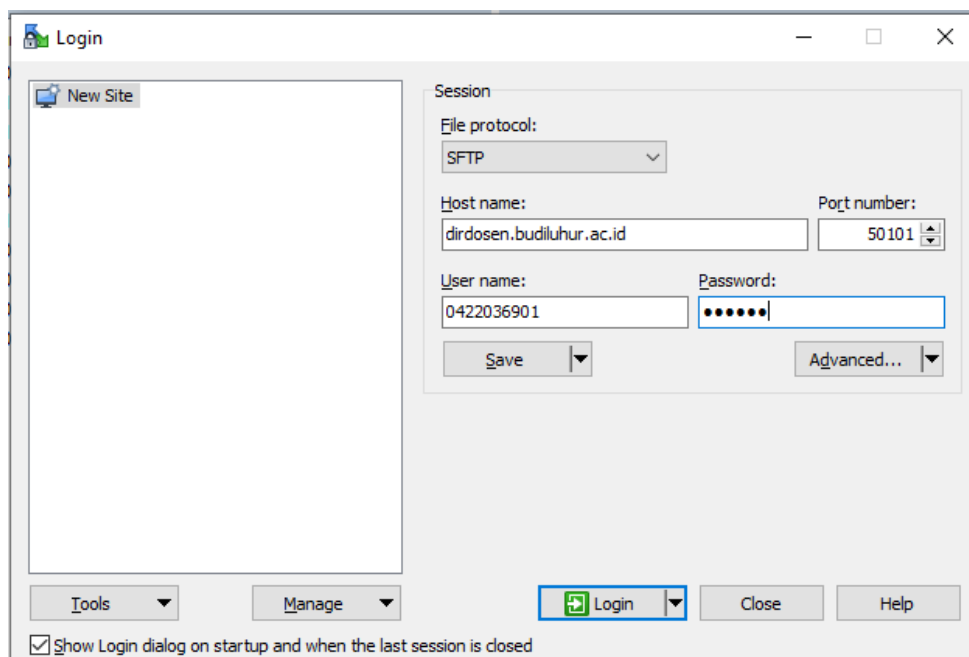 Login
New Site
Session
File protocol:
SFTP
Host name:
Port number:
dirdosen.budiluhur.ac.id
50101
User name:
Password:
0422036901
••••••
Save
Advanced...
Tools
Manage
Login
Close
Help
Show Login dialog on startup and when the last session is closed